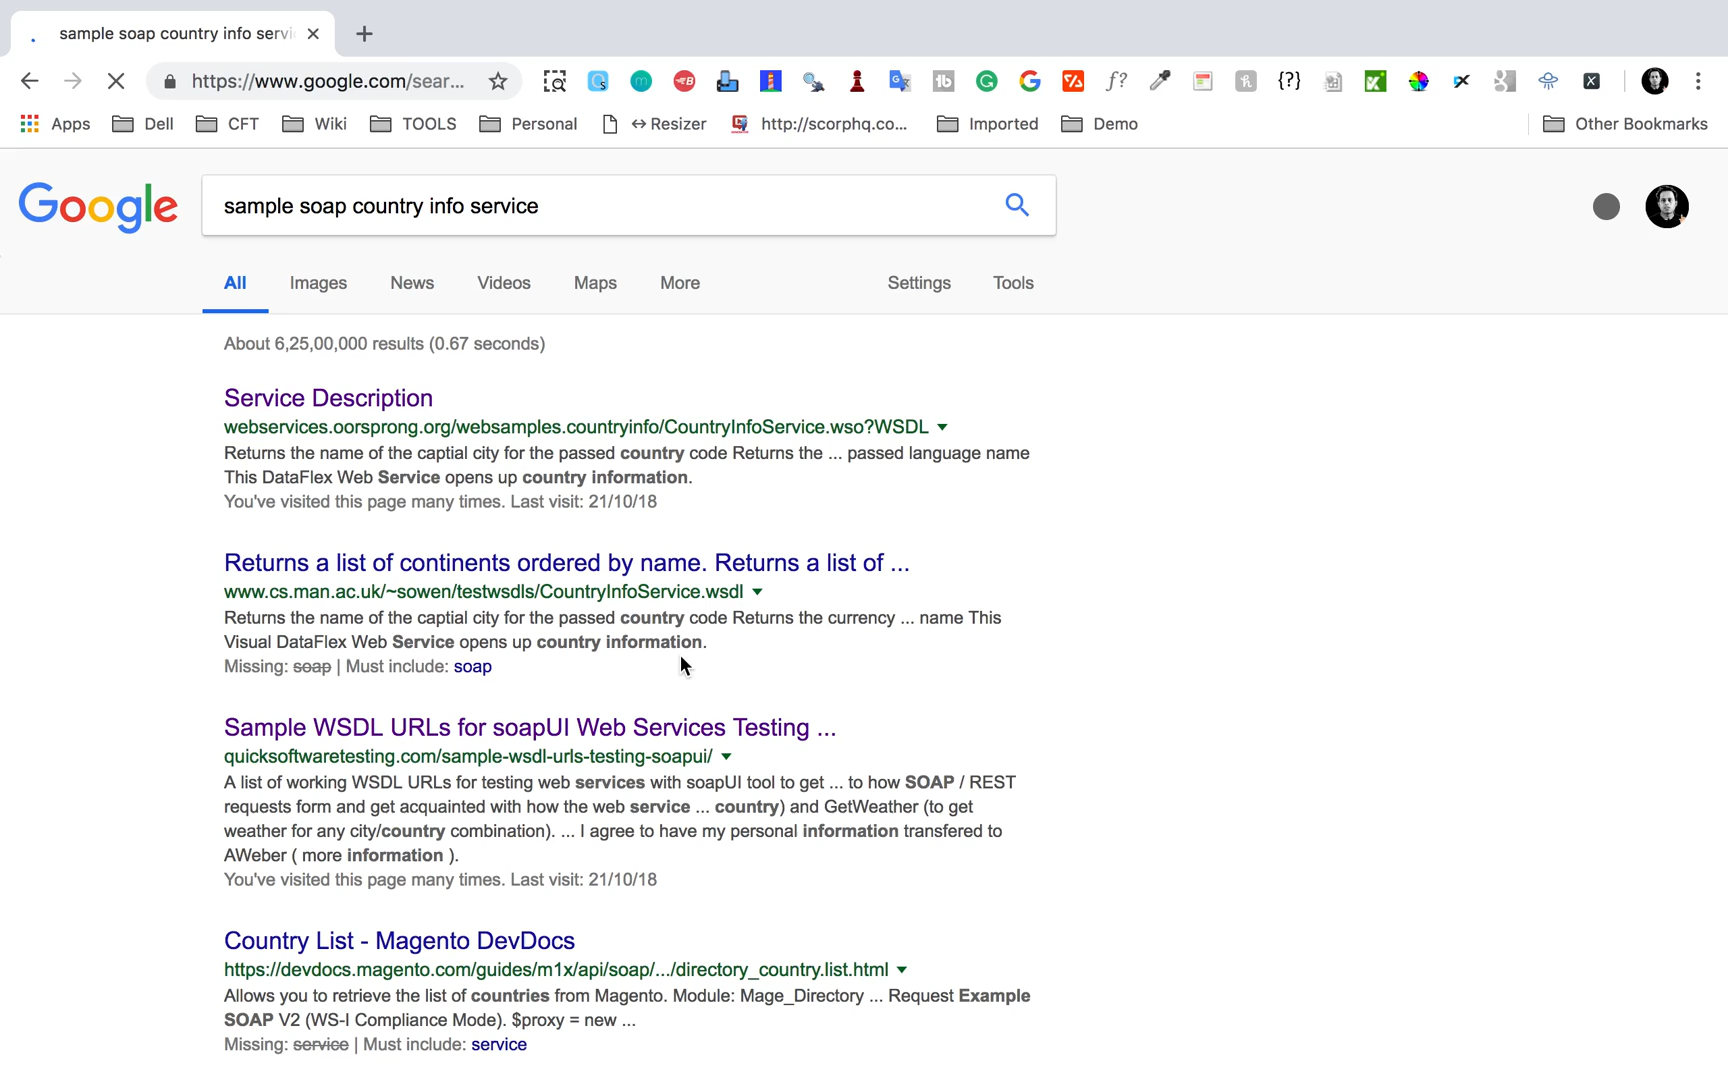 sample soap country info servi
https://www.google.com/sear...
Apps Dell CFT Wiki TOOLS Personal ↔Resizer http://scorphq.co... Imported Demo Other Bookmarks
Google
sample soap country info service
All Images News Videos Maps More Settings Tools
About 6,25,00,000 results (0.67 seconds)
Service Description
webservices.oorsprong.org/websamples.countryinfo/CountryInfoService.wso?WSDL
Returns the name of the captial city for the passed country code Returns the ... passed language name
This DataFlex Web Service opens up country information.
You've visited this page many times. Last visit: 21/10/18
Returns a list of continents ordered by name. Returns a list of ...
www.cs.man.ac.uk/~sowen/testwsdls/CountryInfoService.wsdl
Returns the name of the captial city for the passed country code Returns the currency ... name This
Visual DataFlex Web Service opens up country information.
Missing: soap | Must include: soap
Sample WSDL URLs for soapUI Web Services Testing ...
quicksoftwaretesting.com/sample-wsdl-urls-testing-soapui/
A list of working WSDL URLs for testing web services with soapUI tool to get ... to how SOAP / REST
requests form and get acquainted with how the web service ... country) and GetWeather (to get
weather for any city/country combination). ... I agree to have my personal information transfered to
AWeber ( more information ).
You've visited this page many times. Last visit: 21/10/18
Country List - Magento DevDocs
https://devdocs.magento.com/guides/m1x/api/soap/.../directory_country.list.html
Allows you to retrieve the list of countries from Magento. Module: Mage_Directory ... Request Example
SOAP V2 (WS-I Compliance Mode). $proxy = new ...
Missing: service | Must include: service